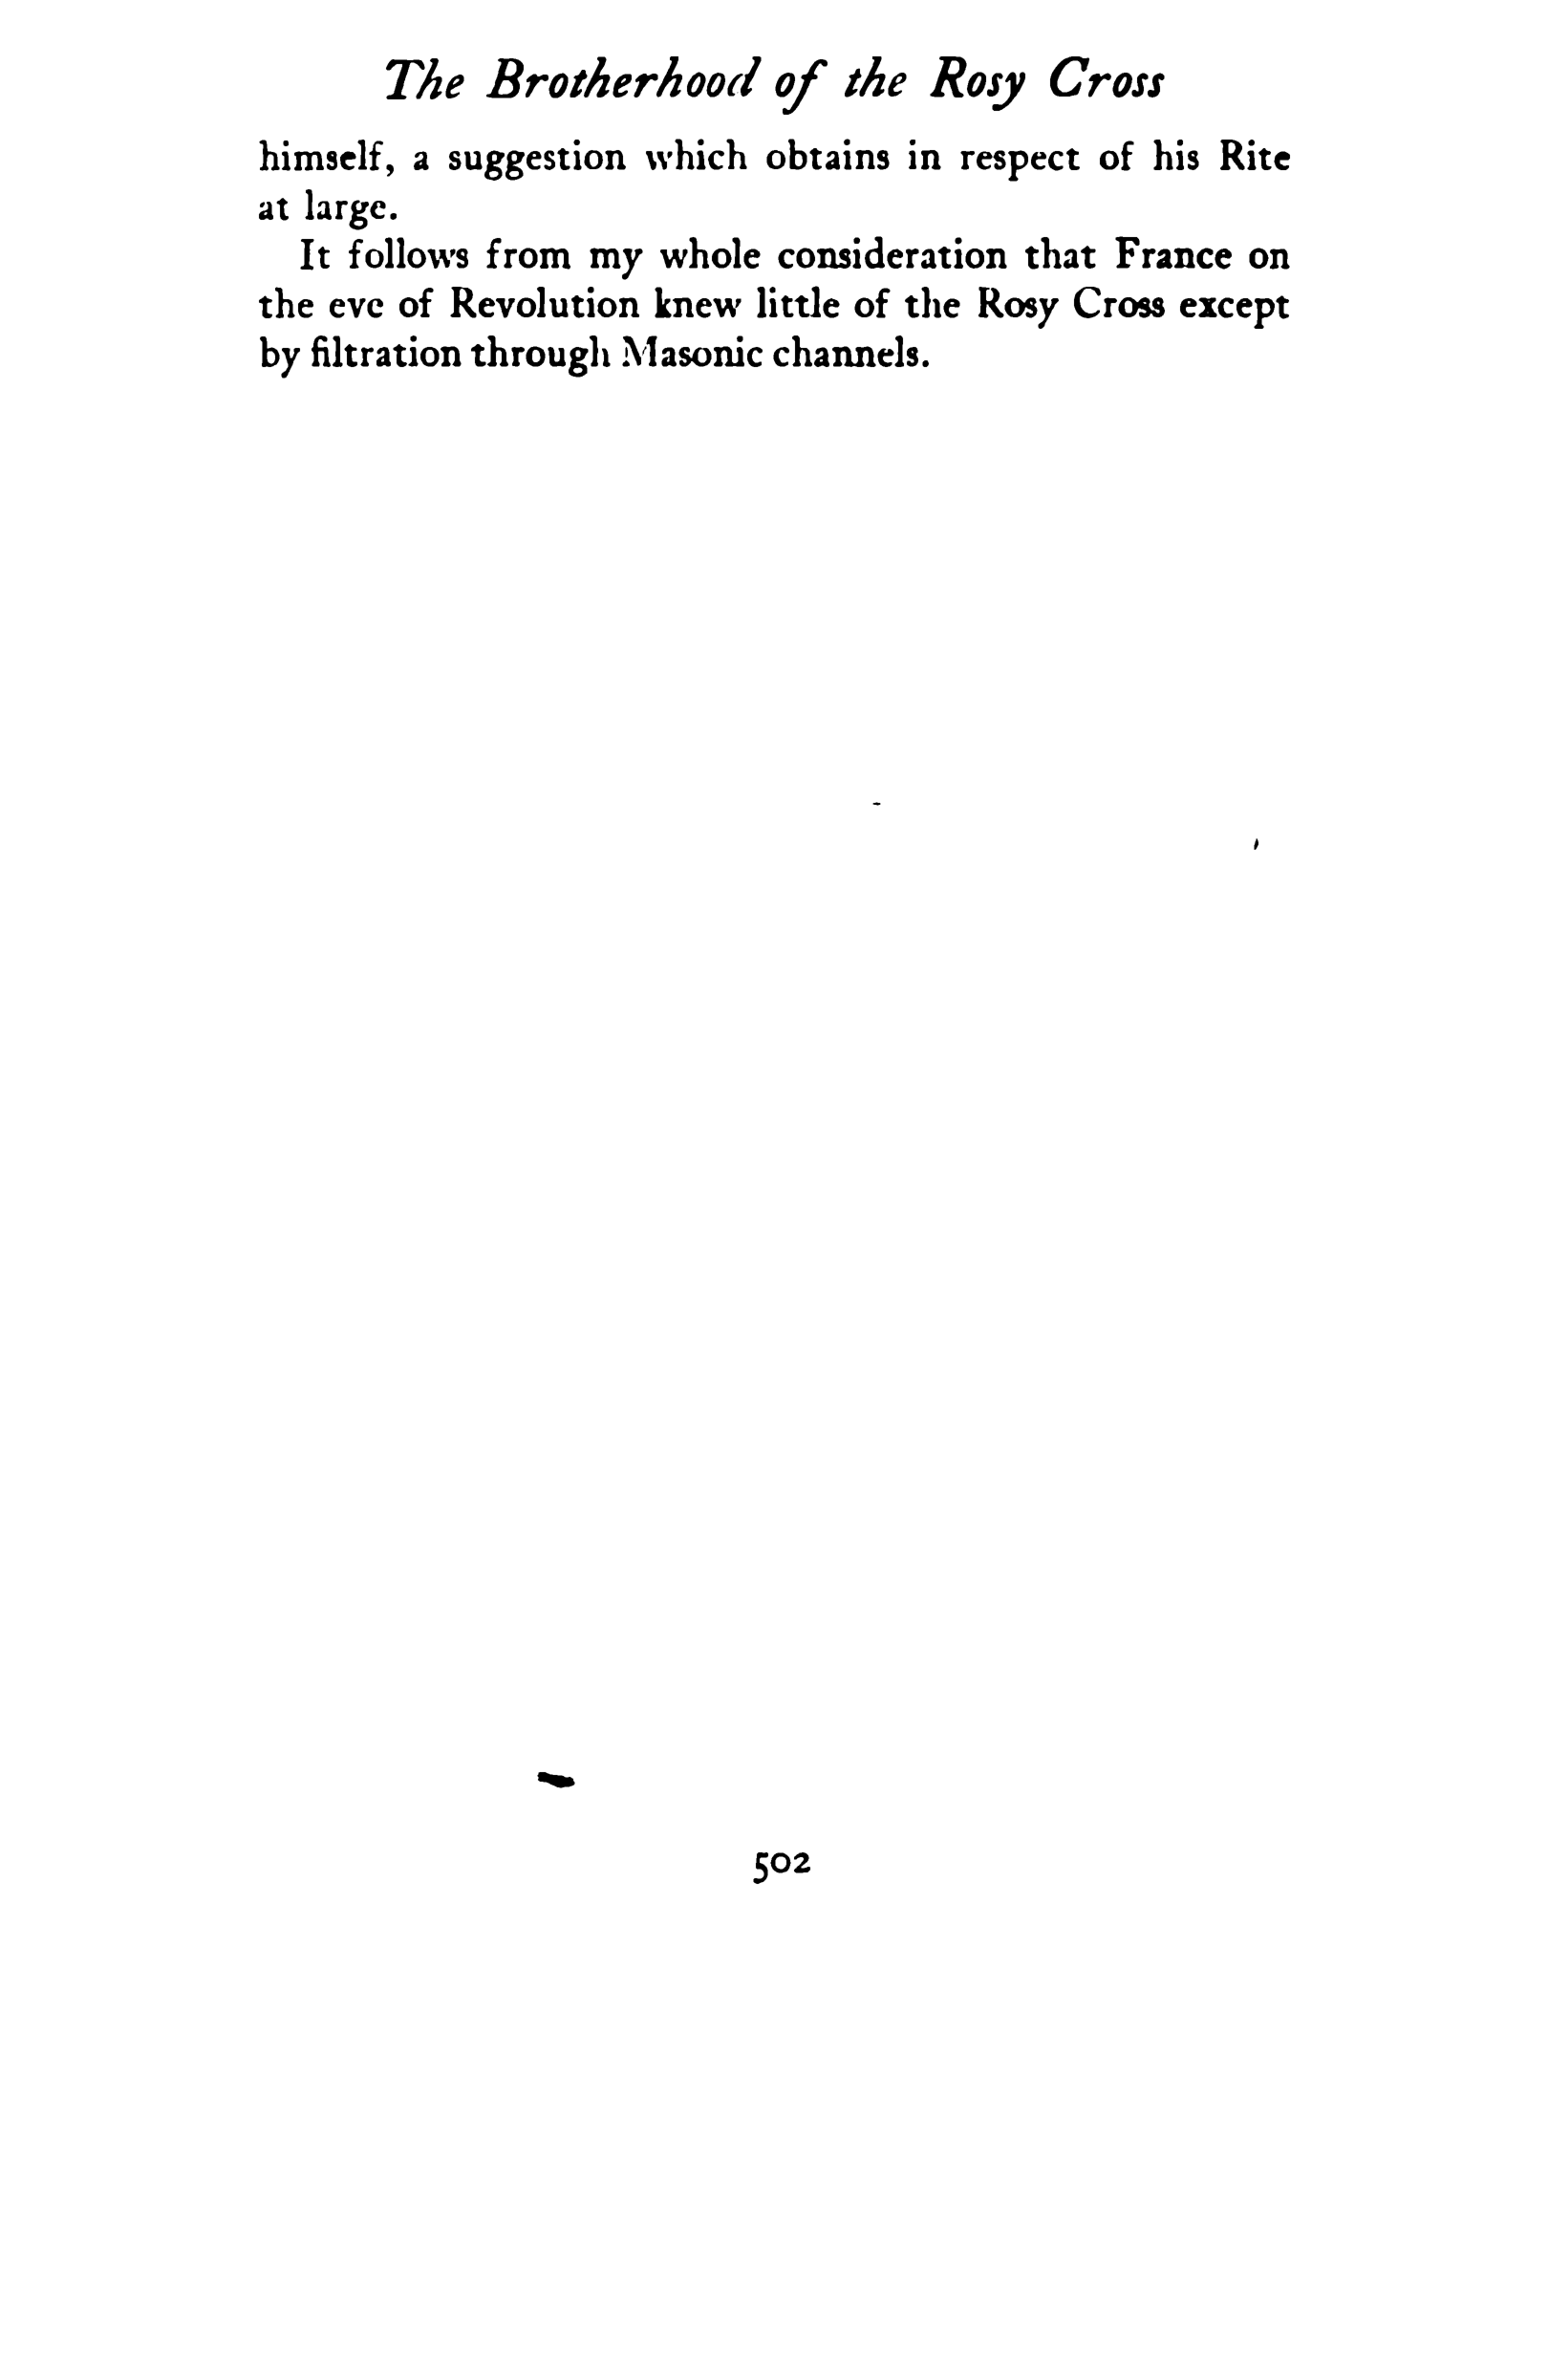 The Brotherhood of the Rosy Cross
himself, a suggestion which obtains in respect of his Rite
at large.
It follows from my whole consideration that France on
the eve of Revolution knew little of the Rosy Cross except
by filtration through Masonic channels.
502